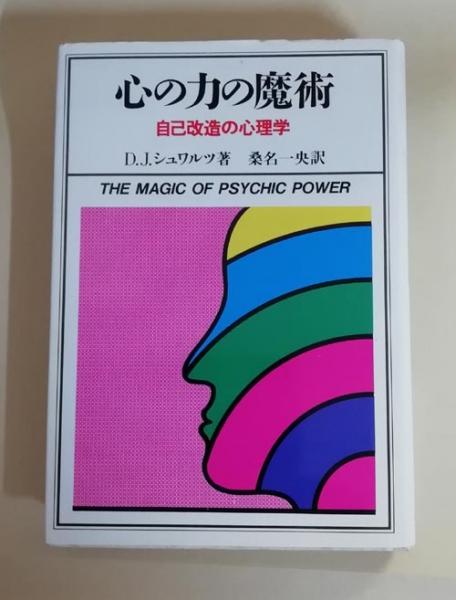 心の力の魔術
自己改造の心理学
D.J.シュワルツ著　桑名一央訳
THE MAGIC OF PSYCHIC POWER